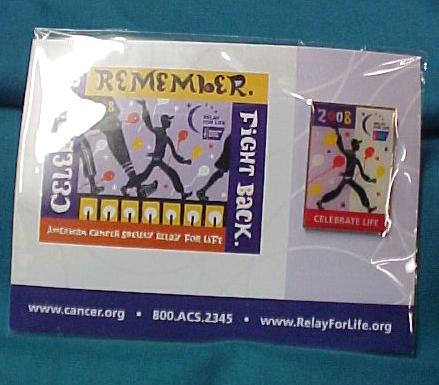 REMEMBER.
CELE
8
RELAY
FOR LIFE
FIGHT BACK.
AMERICAN CANCER SOCIETY RELAY FOR LIFE
2008
CELEBRATE LIFE
www.cancer.org • 800.ACS.2345 • www.RelayForLife.org